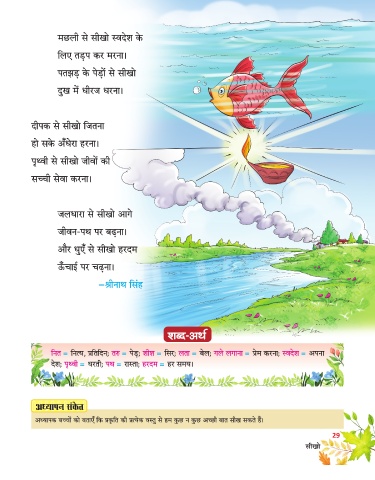 मछली से सीखो स्वदेश के
लिए तड़प कर मरना।
पतझड़ के पेड़ों से सीखो
दुख में धीरज धरना।
दीपक से सीखो जितना
हो सके अँधेरा हरना।
पृथ्वी से सीखो जीवों की
सच्ची सेवा करना।
जलधारा से सीखो आगे
जीवन-पथ पर बढ़ना।
और धुएँ से सीखो हरदम
ऊँचाई पर चढ़ना।
–श्रीनाथ सिंह
शब्द-अर्थ
नित = नित्य, प्रतिदिन; तरु = पेड़; शीश = सिर; लता = बेल; गले लगाना = प्रेम करना; स्वदेश = अपना
देश; पृथ्वी = धरती; पथ = रास्ता; हरदम = हर समय।
अध्यापन संकेत
अध्यापक बच्चों को बताएँ कि प्रकृति की प्रत्येक वस्तु से हम कुछ न कुछ अच्छी बात सीख सकते हैं।
29
सीखो